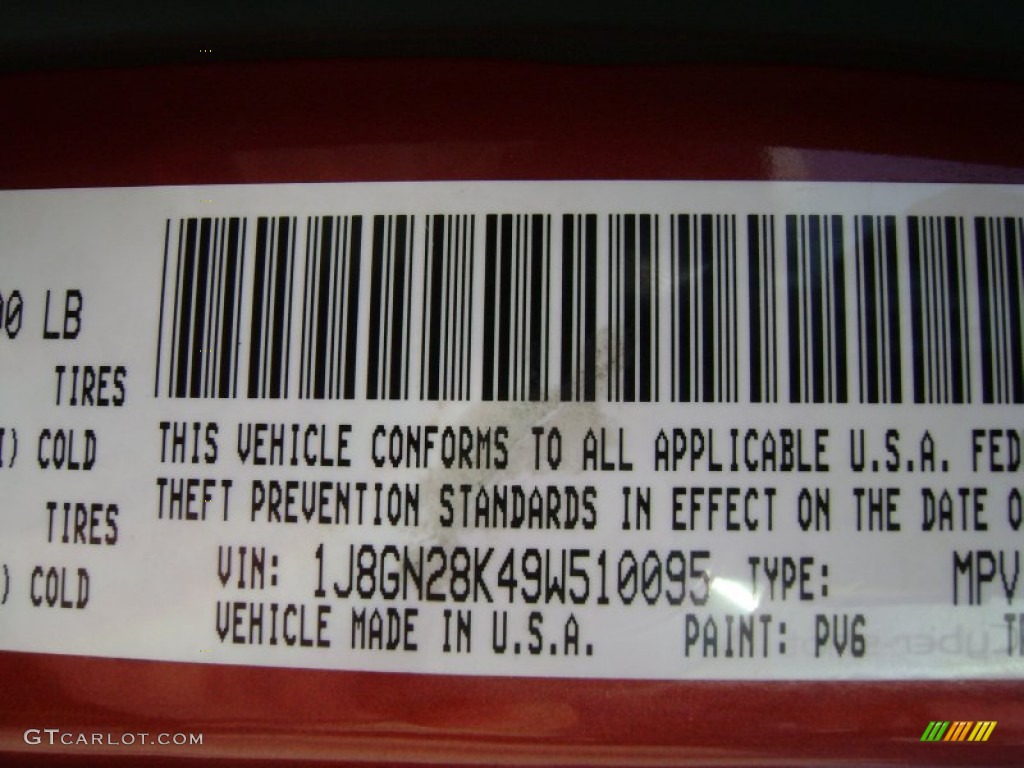 00 LB
TIRES
I) COLD
TIRES
) COLD
THIS VEHICLE CONFORMS TO ALL APPLICABLE U.S.A. FED
THEFT PREVENTION STANDARDS IN EFFECT ON THE DATE O
VIN: 1J8GN28K49W510095 TYPE: MPV
VEHICLE MADE IN U.S.A. PAINT: PV6
GTCARLOT.COM